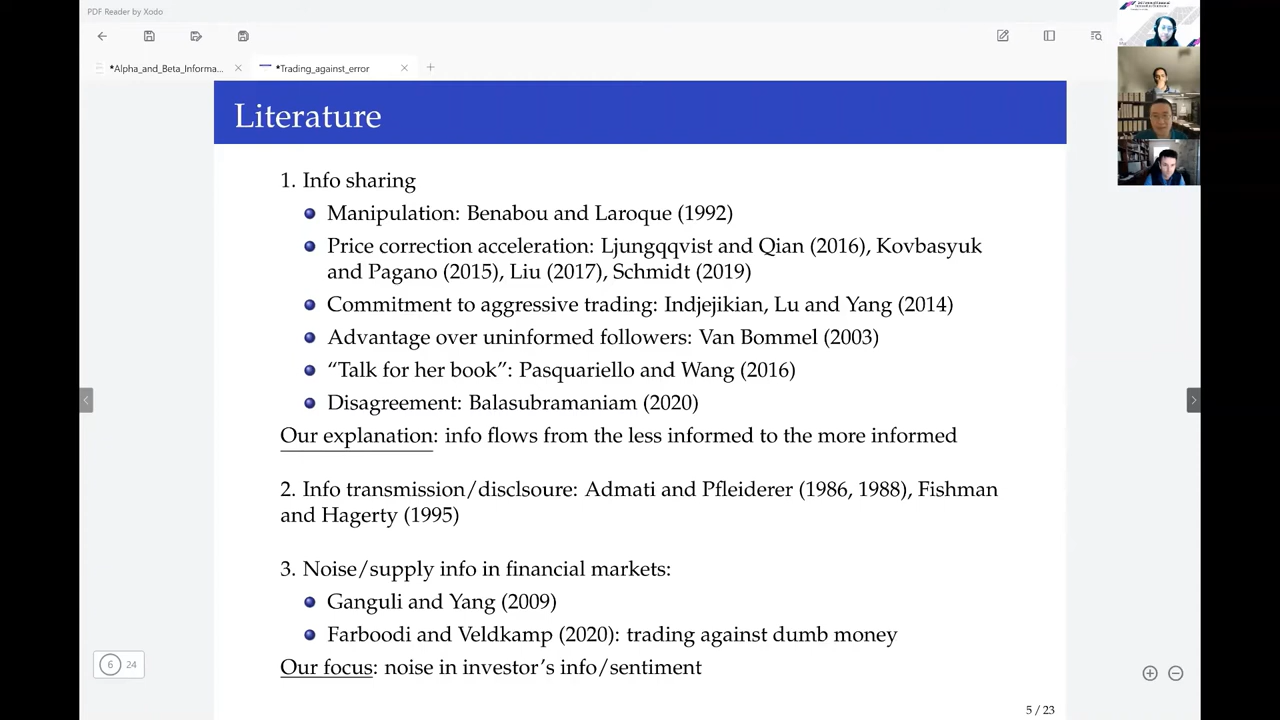 PDF Reader by Xodo
*Alpha_and_Beta_Informa...
*Trading_against_error
Literature
1. Info sharing
Manipulation: Benabou and Laroque (1992)
Price correction acceleration: Ljungqqvist and Qian (2016), Kovbasyuk
and Pagano (2015), Liu (2017), Schmidt (2019)
Commitment to aggressive trading: Indjejikian, Lu and Yang (2014)
Advantage over uninformed followers: Van Bommel (2003)
“Talk for her book”: Pasquariello and Wang (2016)
Disagreement: Balasubramaniam (2020)
Our explanation: info flows from the less informed to the more informed
2. Info transmission/disclsoure: Admati and Pfleiderer (1986, 1988), Fishman
and Hagerty (1995)
3. Noise/supply info in financial markets:
Ganguli and Yang (2009)
Farboodi and Veldkamp (2020): trading against dumb money
Our focus: noise in investor’s info/sentiment
6 24
5 / 23